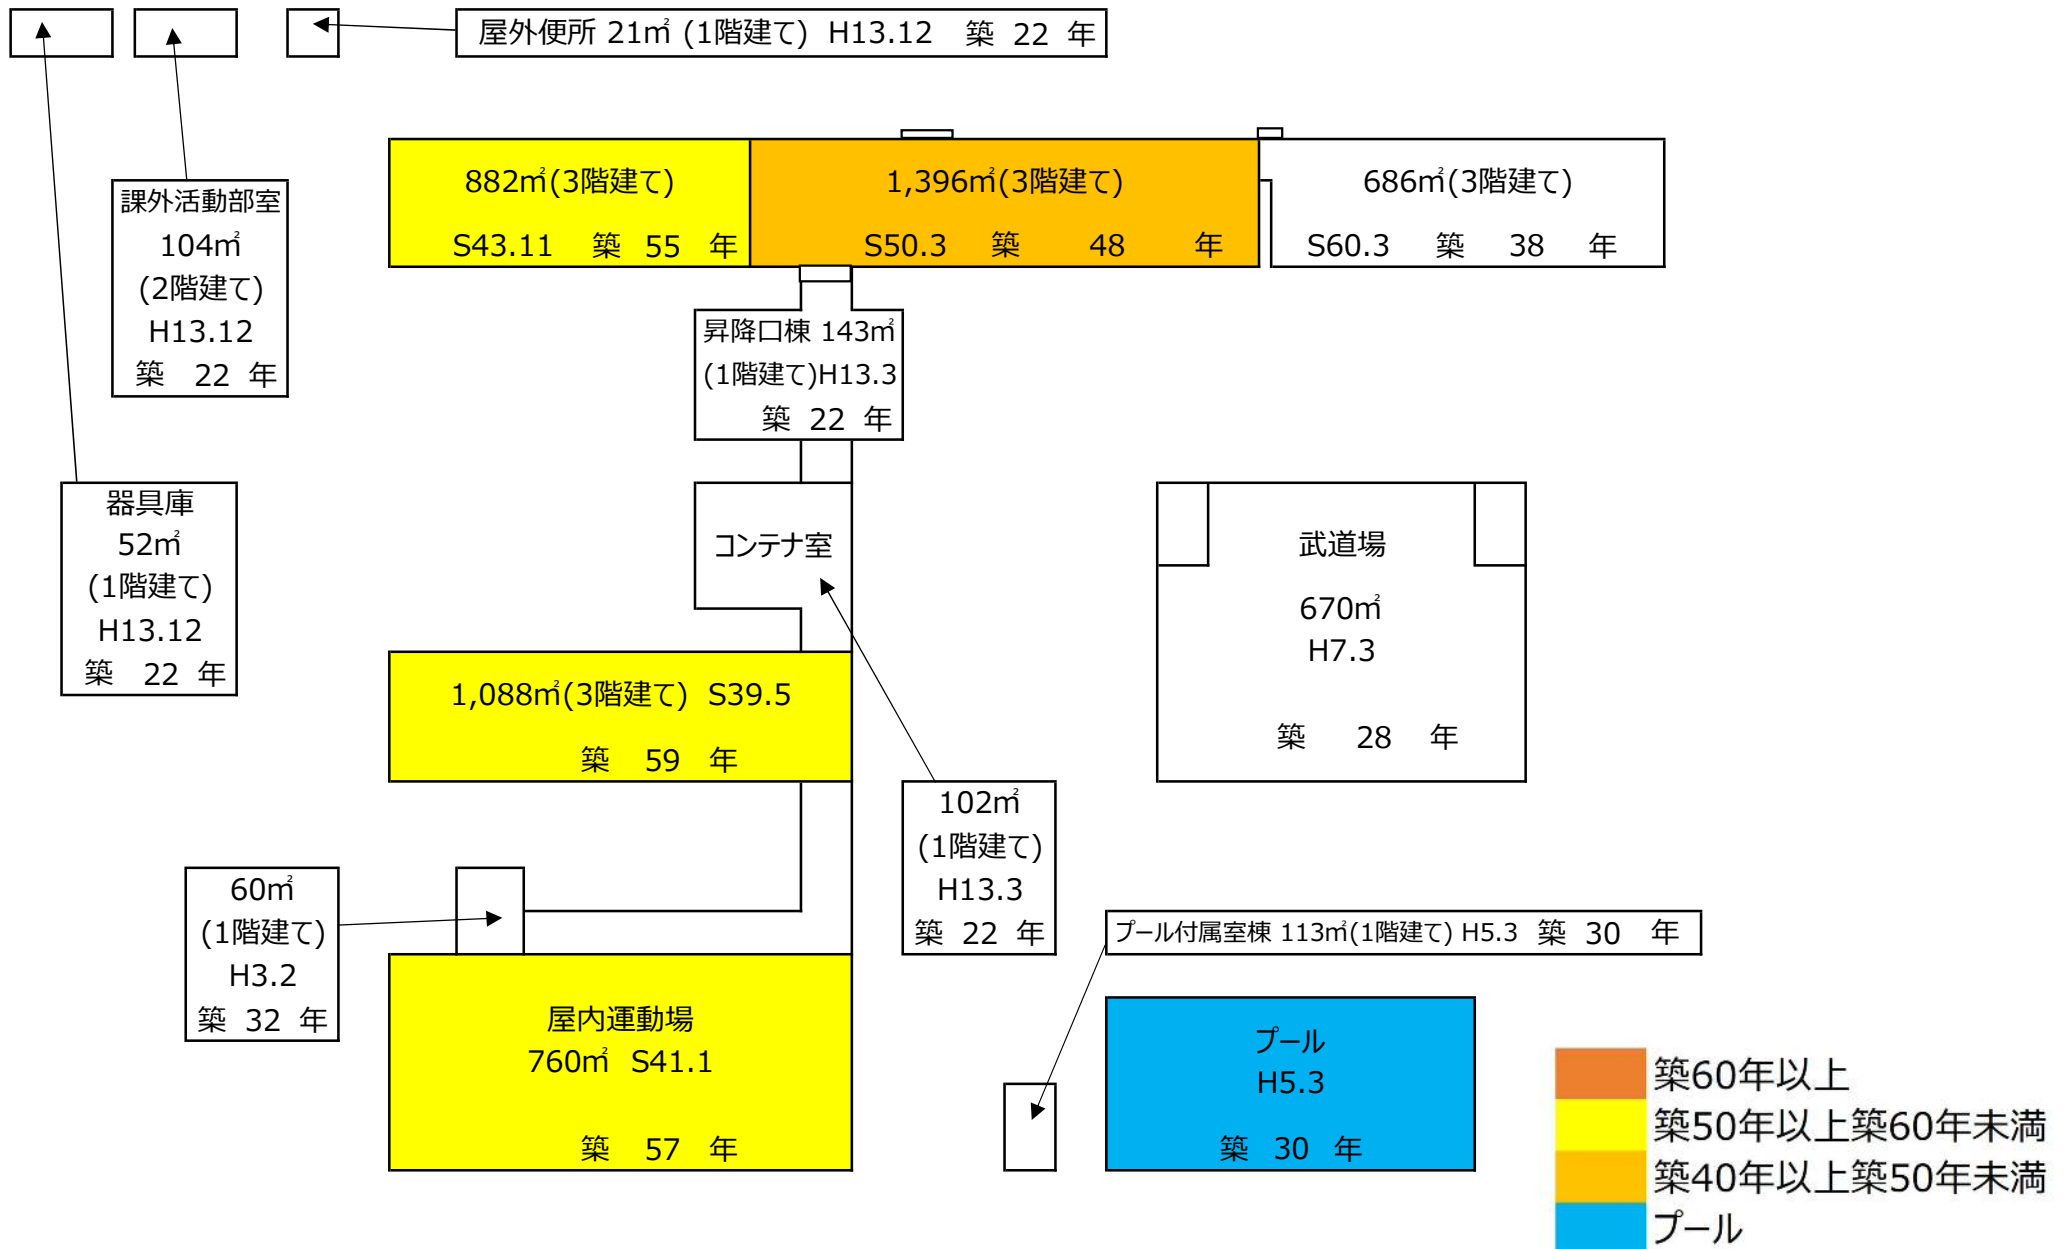 屋外便所 21㎡ (1階建て) H13.12 築 22 年
882㎡(3階建て)
S43.11 築 55 年
1,396㎡(3階建て)
S50.3 築 48 年
686㎡(3階建て)
S60.3 築 38 年
課外活動部室
104㎡
(2階建て)
H13.12
築 22 年
昇降口棟 143㎡
(1階建て)H13.3
築 22 年
器具庫
52㎡
(1階建て)
H13.12
築 22 年
コンテナ室
武道場
670㎡
H7.3
築 28 年
1,088㎡(3階建て) S39.5
築 59 年
102㎡
(1階建て)
H13.3
築 22 年
60㎡
(1階建て)
H3.2
築 32 年
プール付属室棟 113㎡(1階建て) H5.3 築 30 年
屋内運動場
760㎡ S41.1
築 57 年
プール
H5.3
築 30 年
築60年以上
築50年以上築60年未満
築40年以上築50年未満
プール